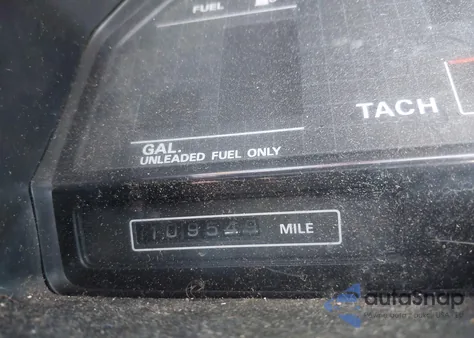 FUEL
TACH
GAL.
UNLEADED FUEL ONLY
MILE
autoSnap